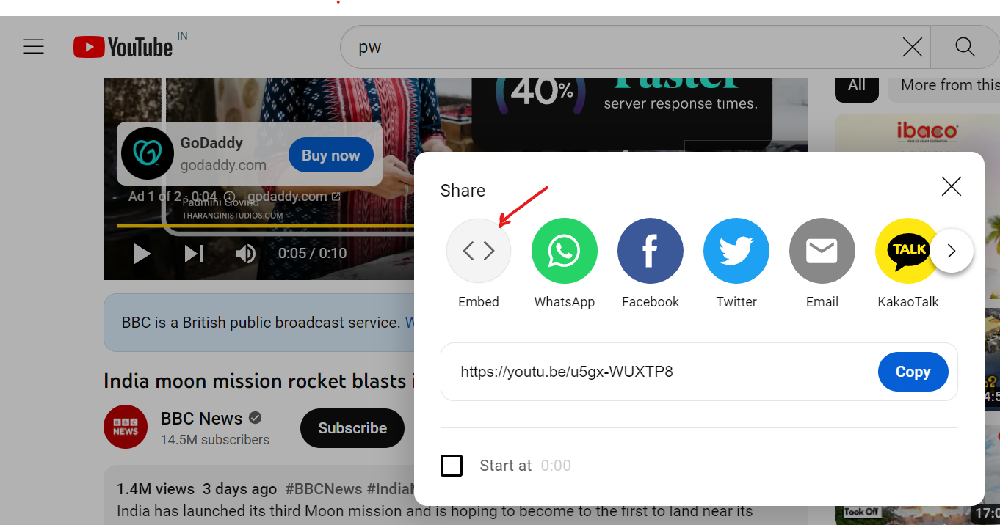 YouTube IN
pw
40%
Faster
server response times.
All
More from this
ibaco
GoDaddy
godaddy.com
Buy now
Ad 1 of 2 · 0:04 godaddy.com
Padmini Govind
THARANGINISTUDIOS.COM
0:05 / 0:10
Share
Embed
WhatsApp
Facebook
Twitter
Email
TALK
KakaoTalk
https://youtu.be/u5gx-WUXTP8
Copy
Start at 0:00
BBC is a British public broadcast service. W
India moon mission rocket blasts i
BBC NEWS
BBC News
14.5M subscribers
Subscribe
1.4M views 3 days ago #BBCNews #IndiaM
India has launched its third Moon mission and is hoping to become to the first to land near its
Took Off
17:0